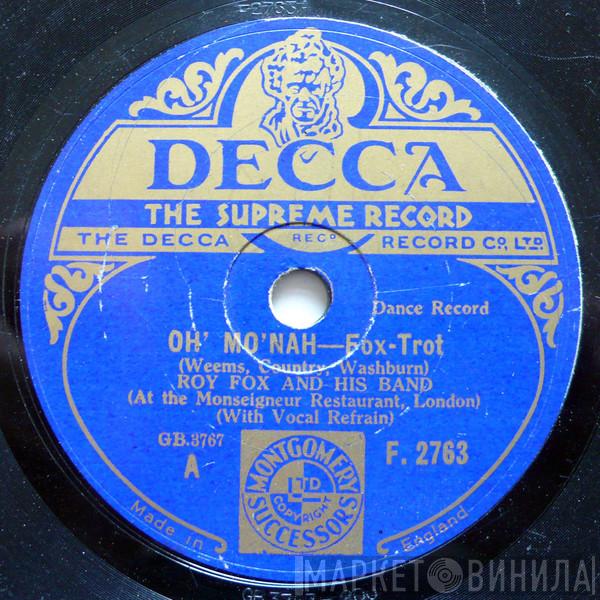 F2763
DECCA
THE SUPREME RECORD
THE DECCA RECD RECORD CO, LTD.
Dance Record
OH' MO'NAH—Fox-Trot
(Weems, Country, Washburn)
ROY FOX AND HIS BAND
(At the Monseigneur Restaurant, London)
(With Vocal Refrain)
GB.3767
A
F. 2763
MONTGOMERY
LTD
COPYRIGHT
SUCCESSORS
Made in England
МАРКЕТ ВИНИЛА